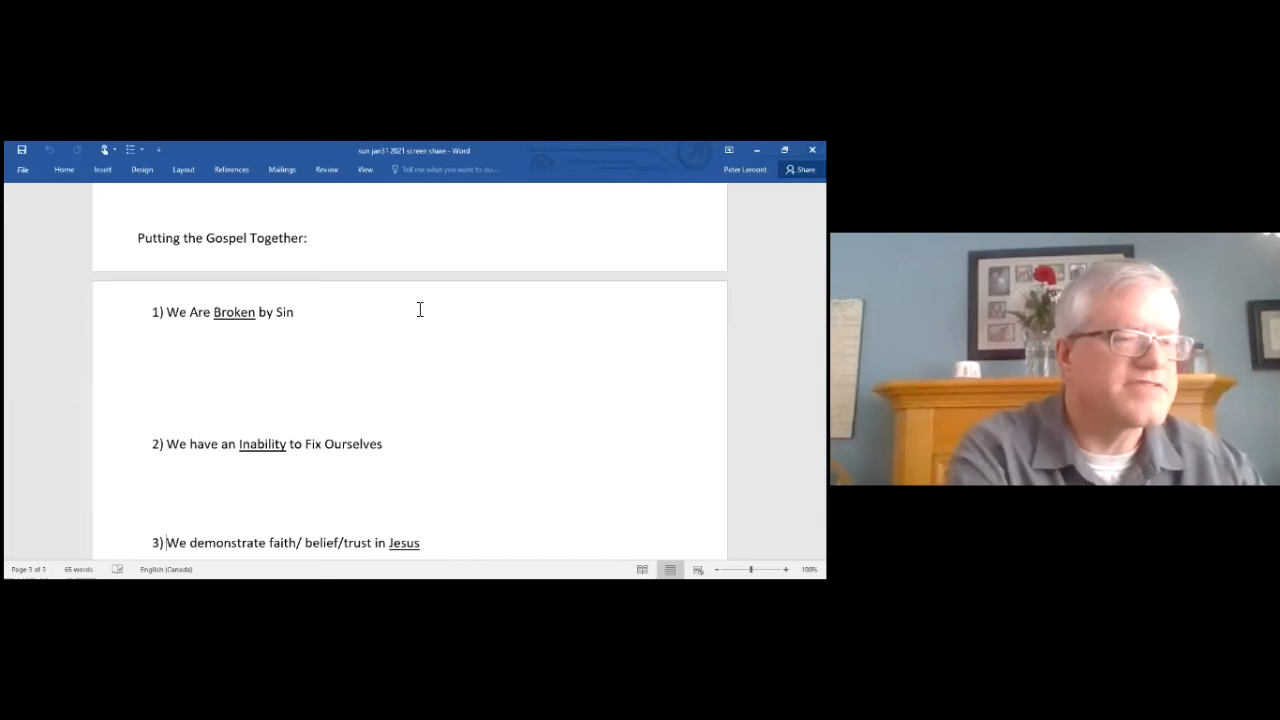 sun jan31 2021 screen share - Word
File Home Insert Design Layout References Mailings Review View Tell me what you want to do... Peter Lemont Share
Putting the Gospel Together:
1) We Are Broken by Sin
2) We have an Inability to Fix Ourselves
3) We demonstrate faith/ belief/trust in Jesus
Page 3 of 3 65 words English (Canada) 100%